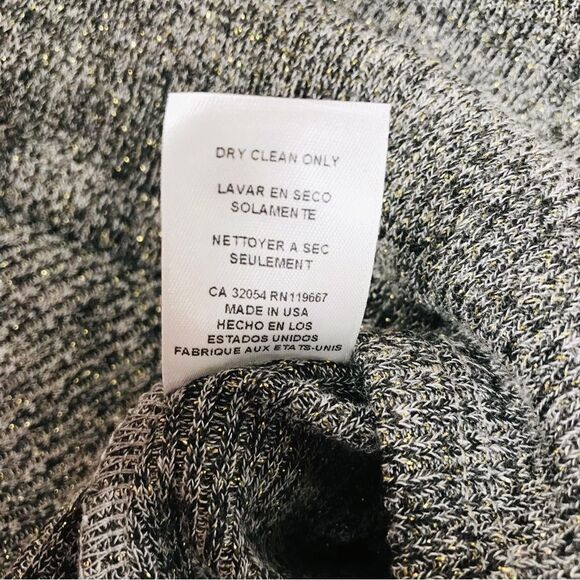 DRY CLEAN ONLY
LAVAR EN SECO
SOLAMENTE
NETTOYER A SEC
SEULEMENT
CA 32054 RN119667
MADE IN USA
HECHO EN LOS
ESTADOS UNIDOS
FABRIQUE AUX ETATS-UNIS